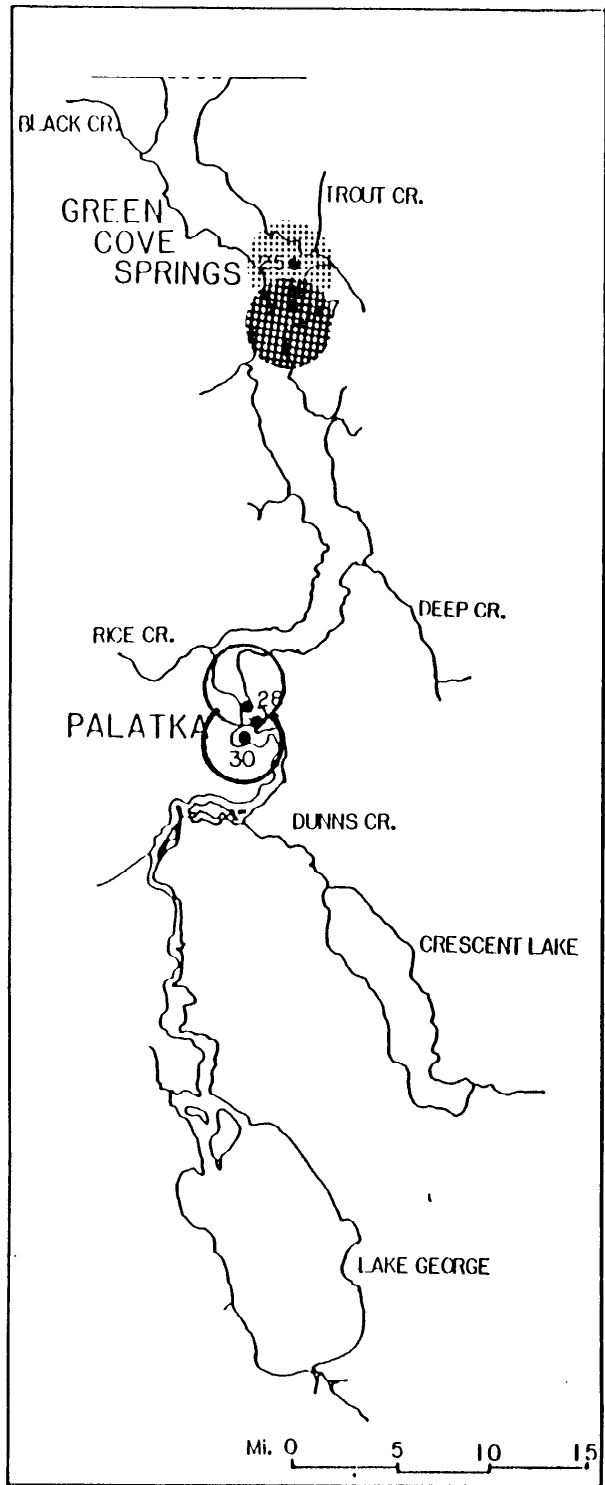 BLACK CR.
TROUT CR.
GREEN
COVE
SPRINGS
25
DEEP CR.
RICE CR.
28
PALATKA
30
DUNNS CR.
CRESCENT LAKE
LAKE GEORGE
Mi. 0 5 10 15